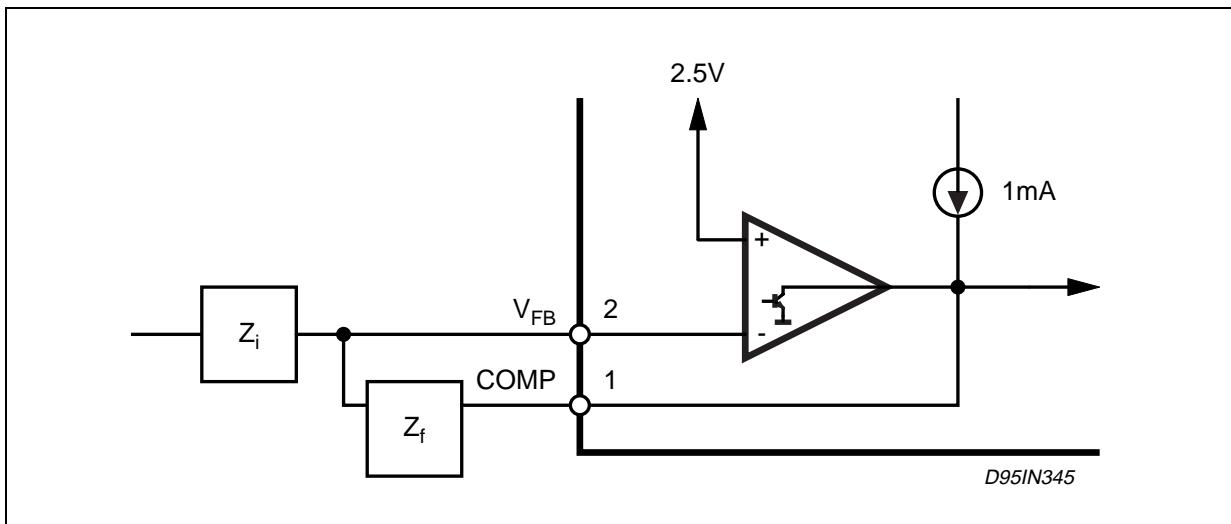 2.5V
1mA
+
V_FB 2
-
Z_i
COMP 1
Z_f
D95IN345